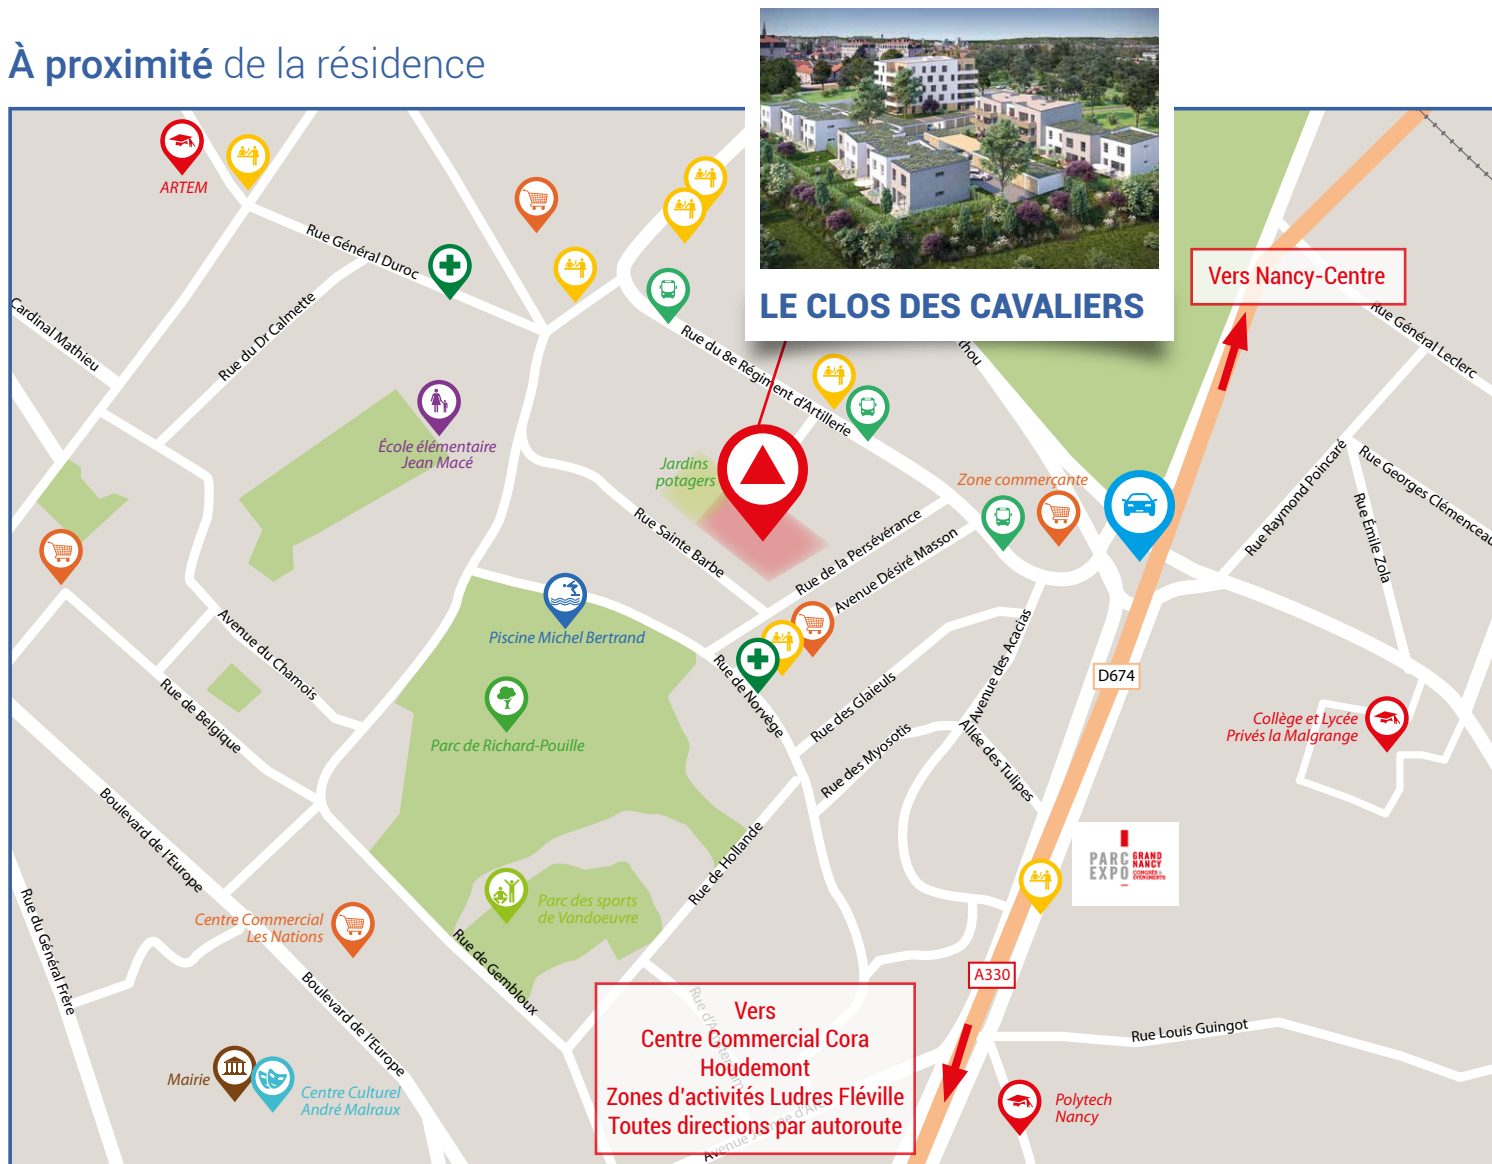 À proximité de la résidence
LE CLOS DES CAVALIERS
ARTEM
Rue Général Duroc
Cardinal Mathieu
Rue du Dr Calmette
Rue du 8e Régiment d'Artillerie
Vers Nancy-Centre
Rue Général Leclerc
École élémentaire
Jean Macé
Jardins
potagers
Zone commerçante
Rue Raymond Poincaré
Rue Georges Clémenceau
Rue Émile Zola
Rue Sainte Barbe
Rue de la Persévérance
Avenue Désiré Masson
Piscine Michel Bertrand
Avenue du Chamois
Rue de Belgique
Rue de Norvège
Rue des Glaieuls
Avenue des Acacias
D674
Parc de Richard-Pouille
Rue des Myosotis
Allée des Tulipes
Collège et Lycée
Privés la Malgrange
Boulevard de l'Europe
Rue de Hollande
PARC
EXPO
GRAND
NANCY
CONGRÈS &
ÉVÉNEMENTS
Parc des sports
de Vandoeuvre
Rue du Général Frère
Centre Commercial
Les Nations
Rue de Gembloux
Boulevard de l'Europe
A330
Vers
Centre Commercial Cora
Houdemont
Zones d'activités Ludres Fléville
Toutes directions par autoroute
Rue Louis Guingot
Mairie
Centre Culturel
André Malraux
Polytech
Nancy